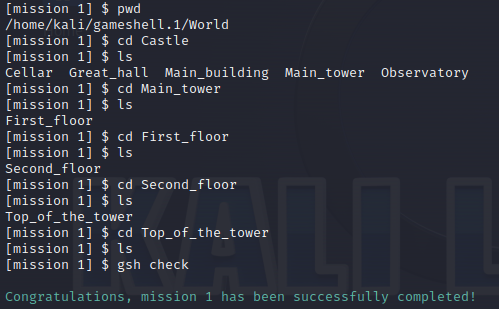 [mission 1] $ pwd
/home/kali/gameshell.1/World
[mission 1] $ cd Castle
[mission 1] $ ls
Cellar  Great_hall  Main_building  Main_tower  Observatory
[mission 1] $ cd Main_tower
[mission 1] $ ls
First_floor
[mission 1] $ cd First_floor
[mission 1] $ ls
Second_floor
[mission 1] $ cd Second_floor
[mission 1] $ ls
Top_of_the_tower
[mission 1] $ cd Top_of_the_tower
[mission 1] $ ls
[mission 1] $ gsh check
Congratulations, mission 1 has been successfully completed!
KALI L